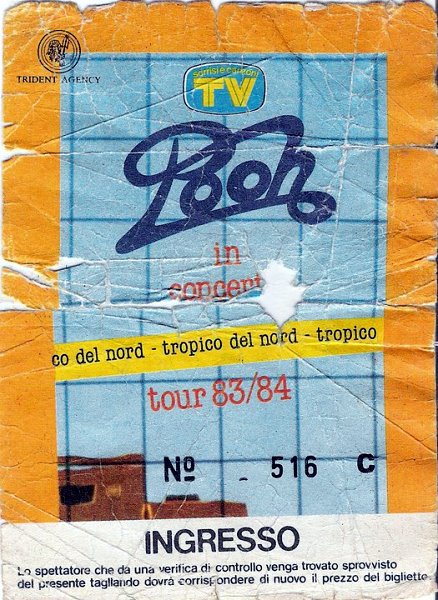 TRIDENT AGENCY
sorrisi e canzoni
TV
Pooh
in
concert
co del nord - tropico del nord - tropico
tour 83/84
Nº - 516 C
INGRESSO
Lo spettatore che da una verifica di controllo venga trovato sprovvisto
del presente tagliando dovrà corrispondere di nuovo il prezzo del biglietto